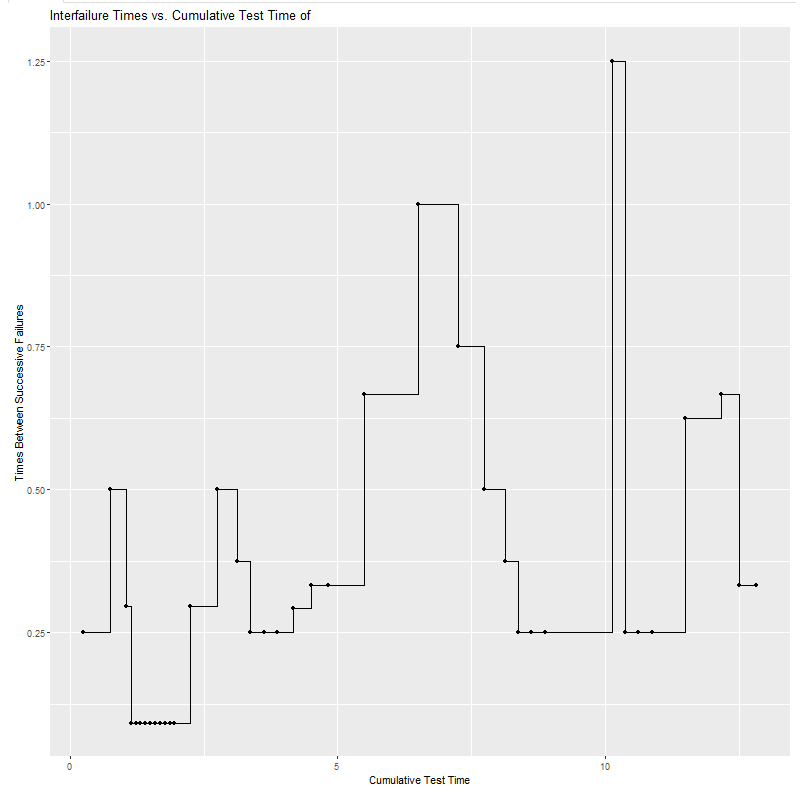 Interfailure Times vs. Cumulative Test Time of
Times Between Successive Failures
1.25
1.00
0.75
0.50
0.25
0
5
10
Cumulative Test Time